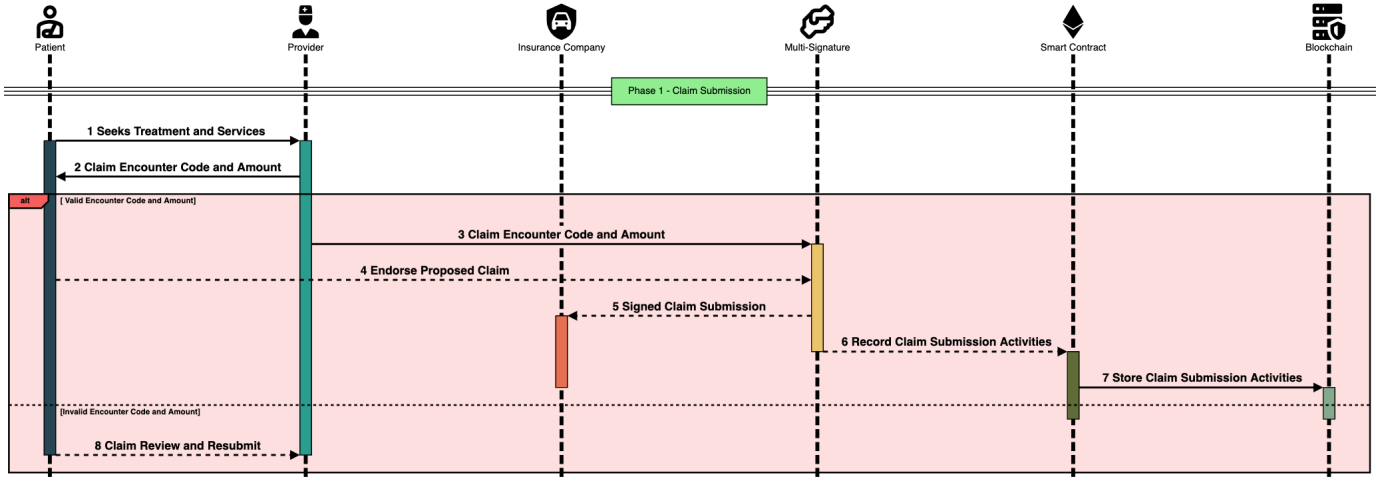 Patient
Provider
Insurance Company
Multi-Signature
Smart Contract
Blockchain
Phase 1 - Claim Submission
1 Seeks Treatment and Services
2 Claim Encounter Code and Amount
alt
[ Valid Encounter Code and Amount]
3 Claim Encounter Code and Amount
4 Endorse Proposed Claim
5 Signed Claim Submission
6 Record Claim Submission Activities
7 Store Claim Submission Activities
[Invalid Encounter Code and Amount]
8 Claim Review and Resubmit